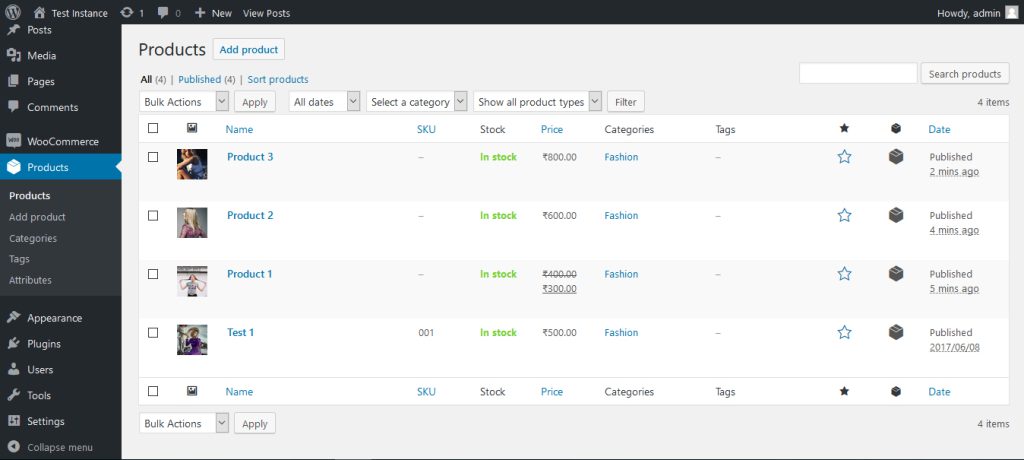 Test Instance 1 0 + New View Posts Howdy, admin
Posts
Media
Pages
Comments
WooCommerce
Products
Products
Add product
Categories
Tags
Attributes
Appearance
Plugins
Users
Tools
Settings
Collapse menu
Products Add product
All (4) | Published (4) | Sort products
Search products
Bulk Actions Apply All dates Select a category Show all product types Filter 4 items
Name SKU Stock Price Categories Tags Date
Product 3 – In stock ₹800.00 Fashion – Published
2 mins ago
Product 2 – In stock ₹600.00 Fashion – Published
4 mins ago
Product 1 – In stock ₹400.00 Fashion – Published
₹300.00 5 mins ago
Test 1 001 In stock ₹500.00 Fashion – Published
2017/06/08
Name SKU Stock Price Categories Tags Date
Bulk Actions Apply 4 items